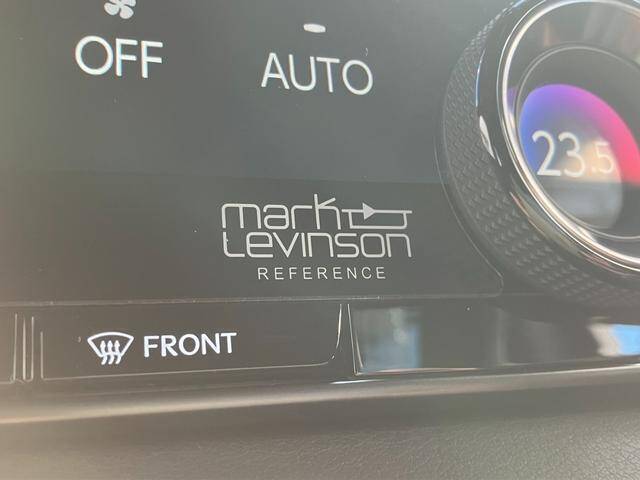 OFF
AUTO
23.5
mark
Levinson
REFERENCE
FRONT